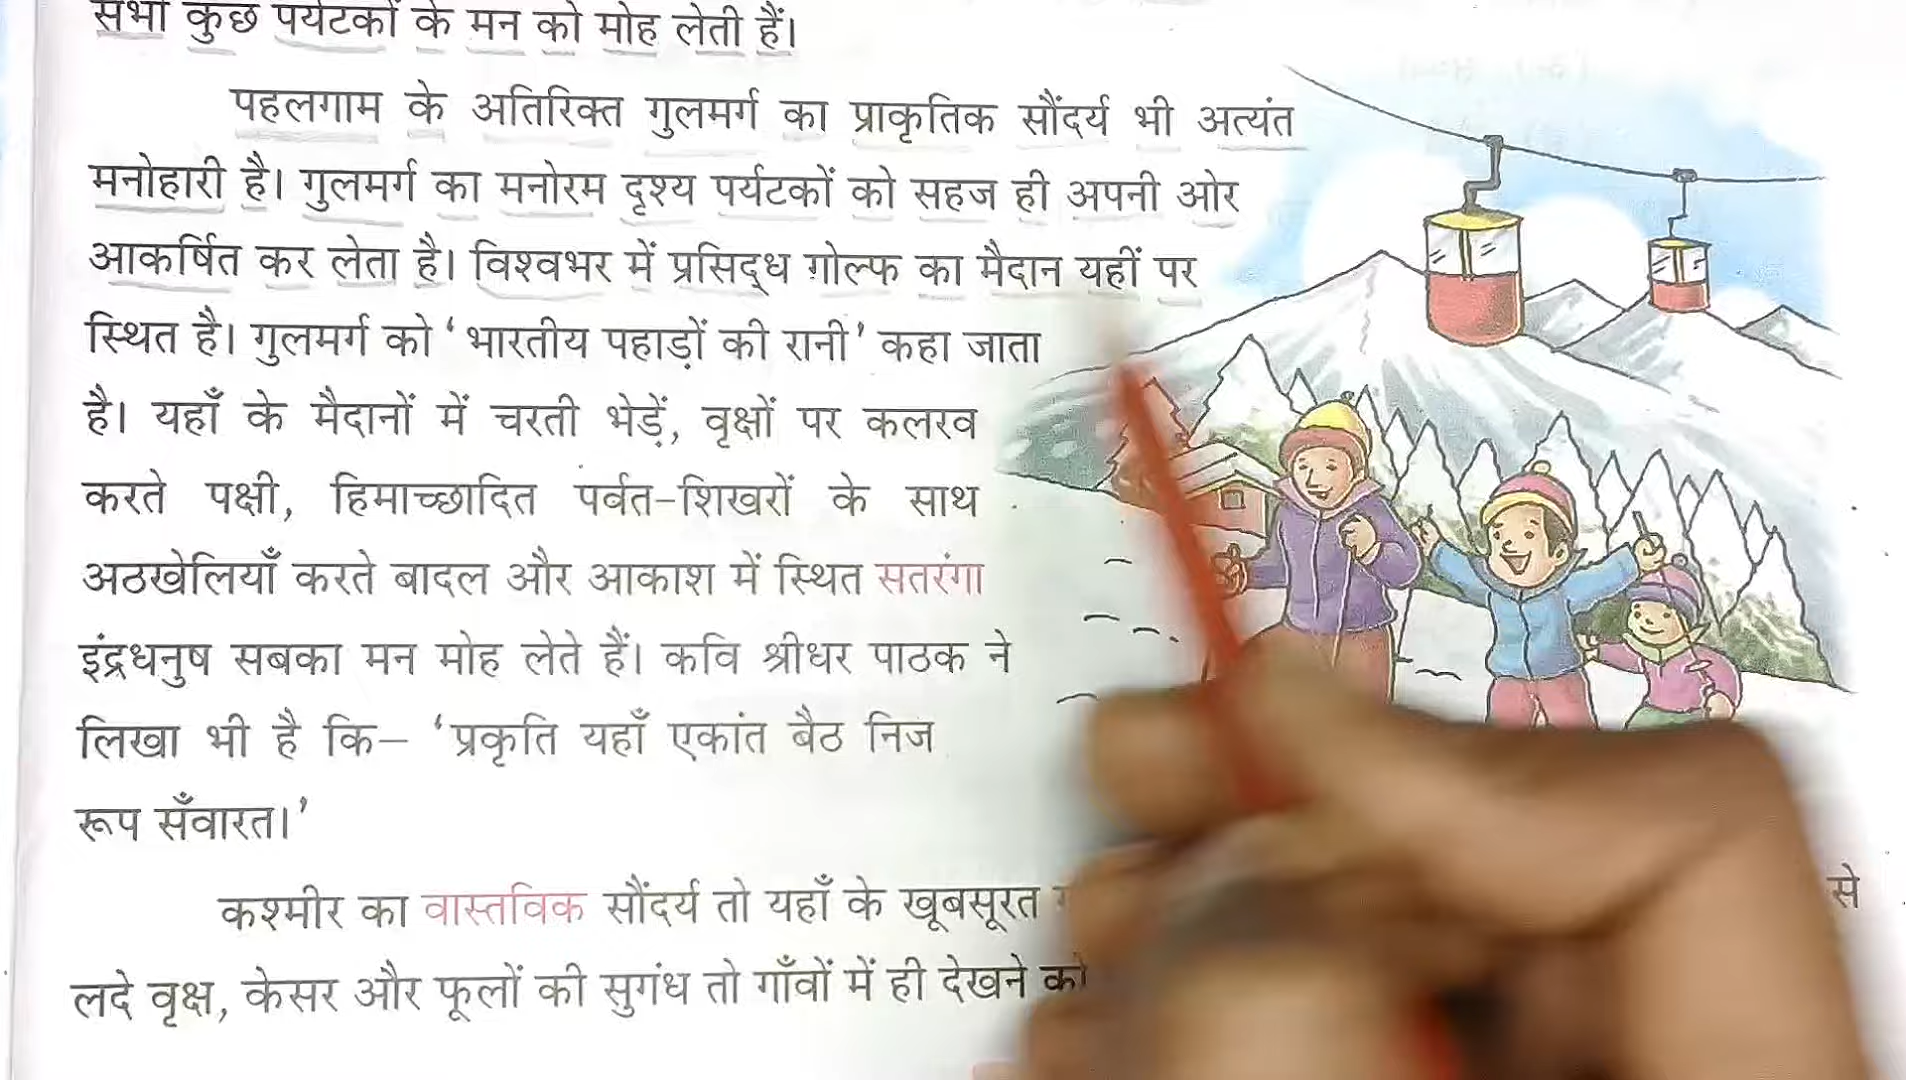 सभी कुछ पर्यटकों के मन को मोह लेती हैं।
पहलगाम के अतिरिक्त गुलमर्ग का प्राकृतिक सौंदर्य भी अत्यंत
मनोहारी है। गुलमर्ग का मनोरम दृश्य पर्यटकों को सहज ही अपनी ओर
आकर्षित कर लेता है। विश्वभर में प्रसिद्ध ग़ोल्फ का मैदान यहीं पर
स्थित है। गुलमर्ग को ‘भारतीय पहाड़ों की रानी’ कहा जाता
है। यहाँ के मैदानों में चरती भेड़ें, वृक्षों पर कलरव
करते पक्षी, हिमाच्छादित पर्वत-शिखरों के साथ
अठखेलियाँ करते बादल और आकाश में स्थित सतरंगा
इंद्रधनुष सबका मन मोह लेते हैं। कवि श्रीधर पाठक ने
लिखा भी है कि– ‘प्रकृति यहाँ एकांत बैठ निज
रूप सँवारत।’
कश्मीर का वास्तविक सौंदर्य तो यहाँ के खूबसूरत से
लदे वृक्ष, केसर और फूलों की सुगंध तो गाँवों में ही देखने को